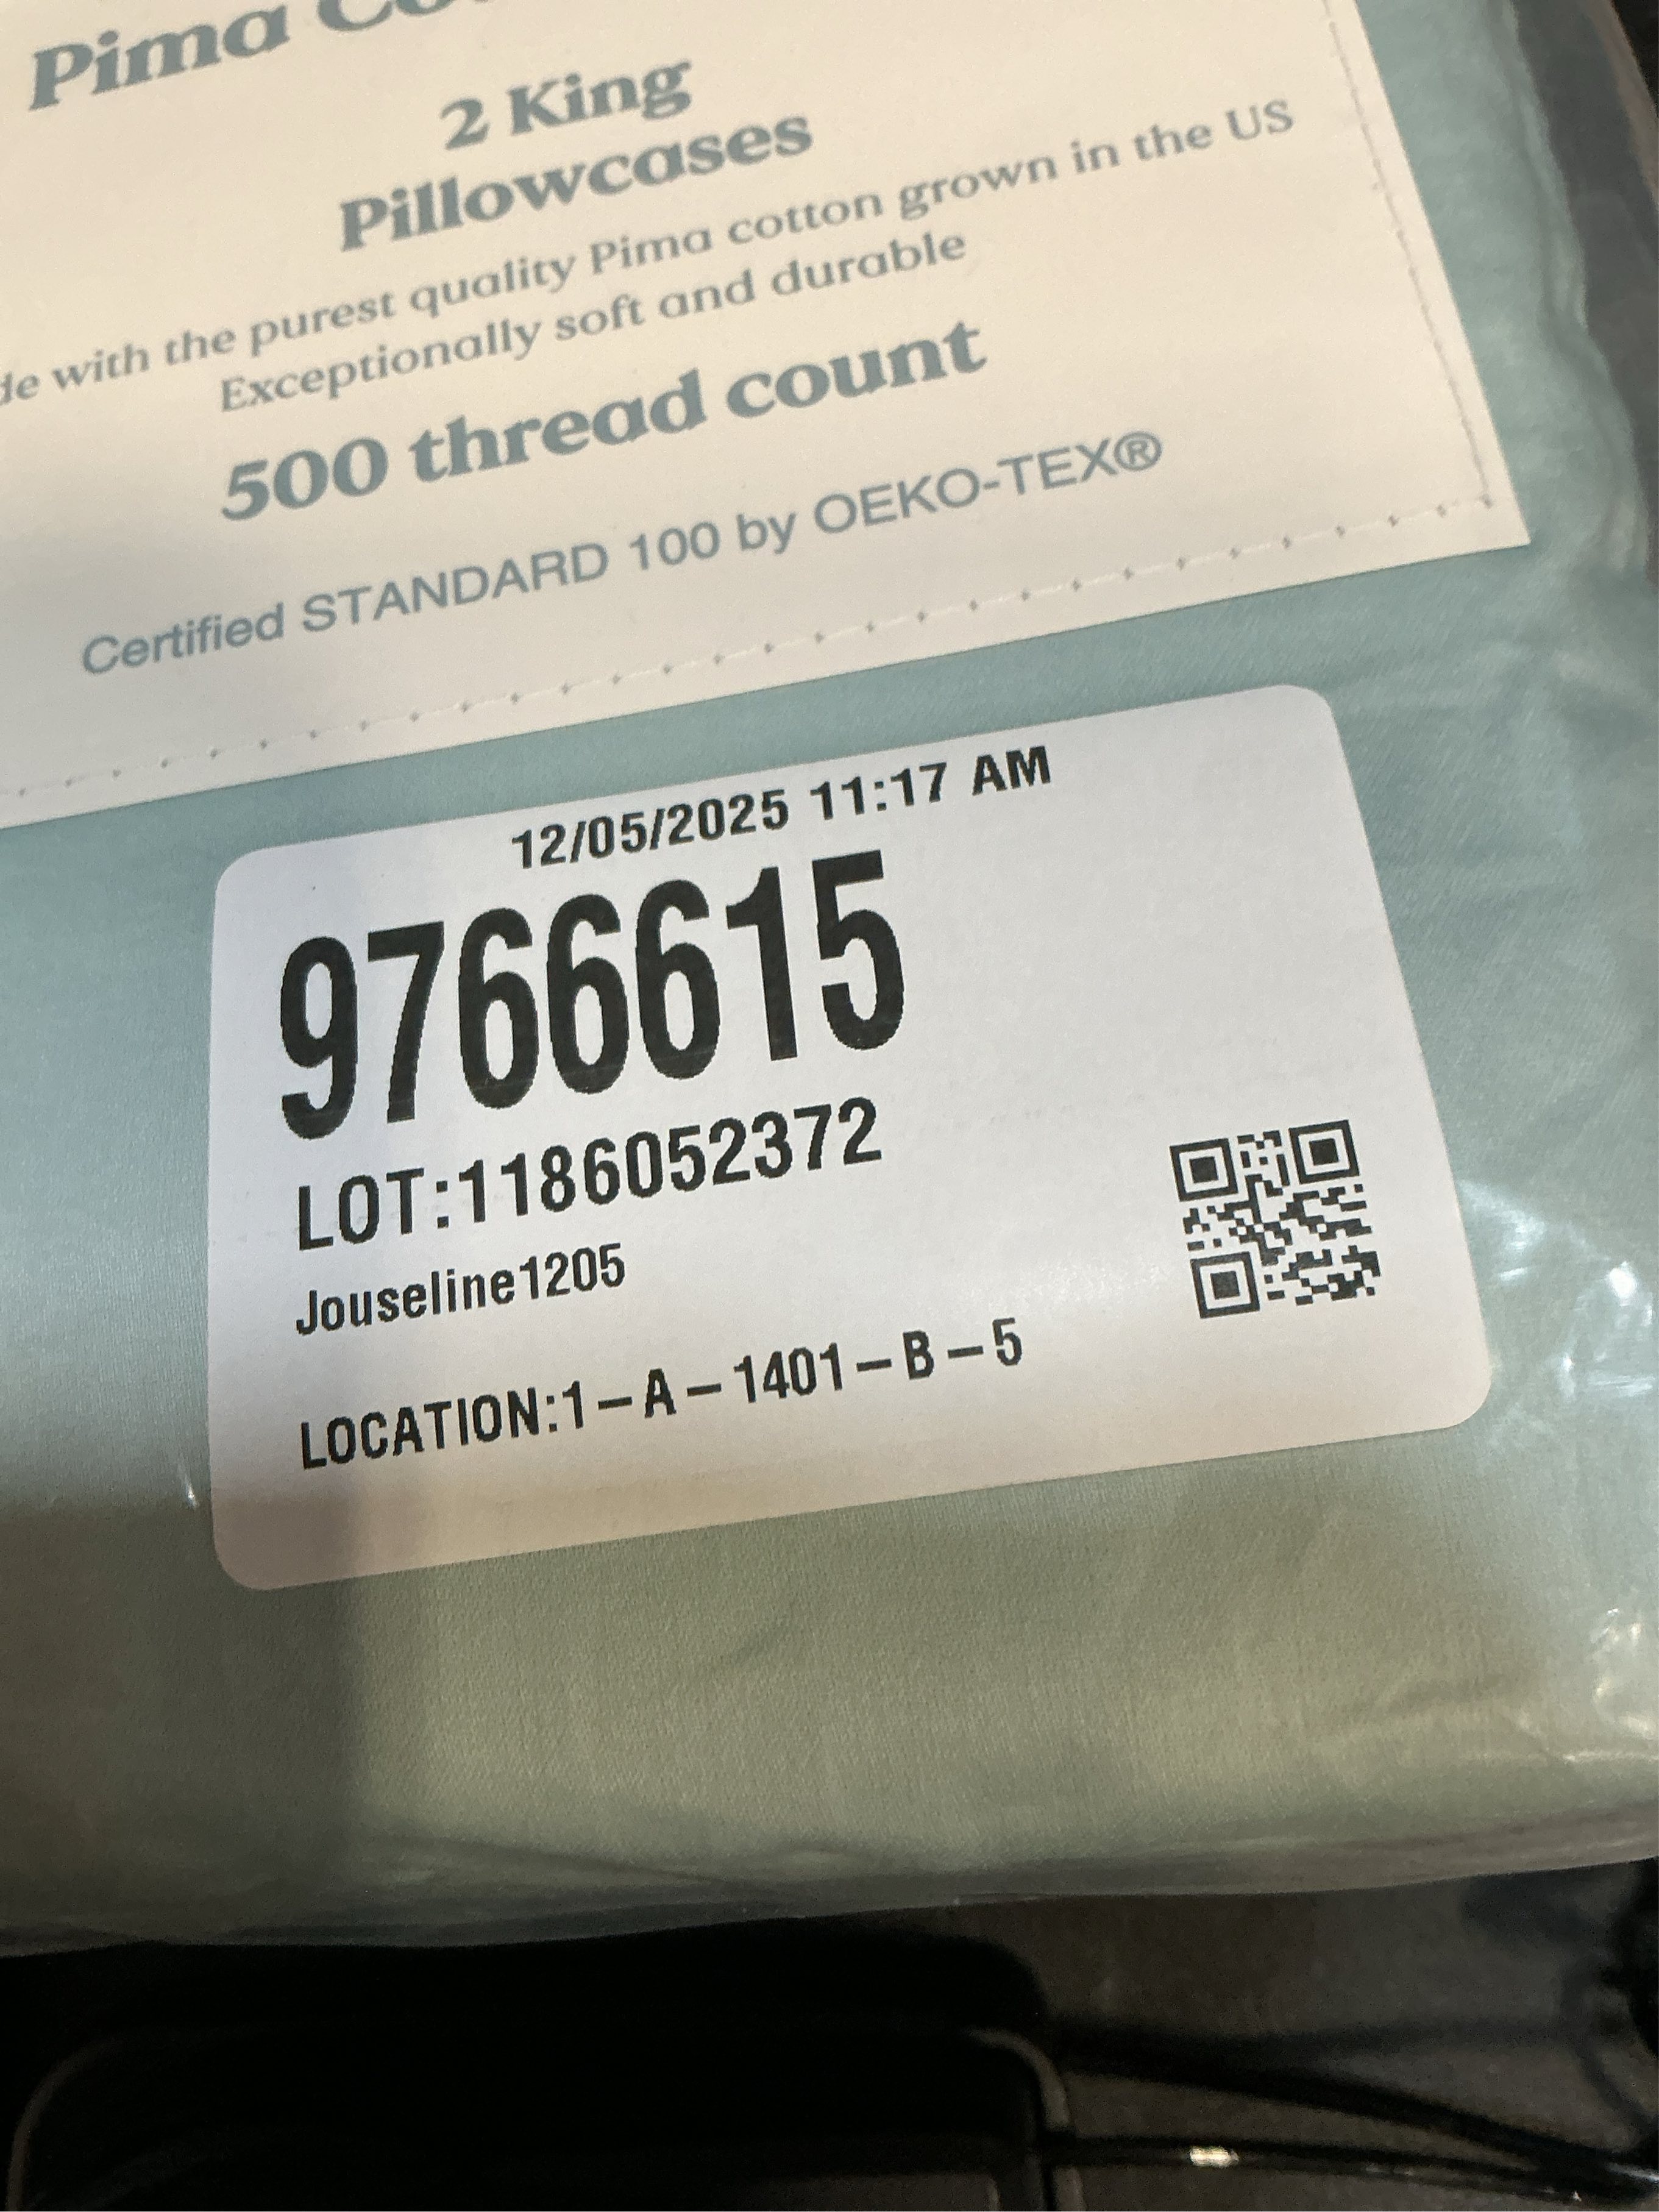 Pima
2 King
Pillowcases
with the purest quality Pima cotton grown in the US
Exceptionally soft and durable
500 thread count
Certified STANDARD 100 by OEKO-TEX®
12/05/2025 11:17 AM
9766615
LOT:1186052372
Jouseline1205
LOCATION:1-A-1401-B-5